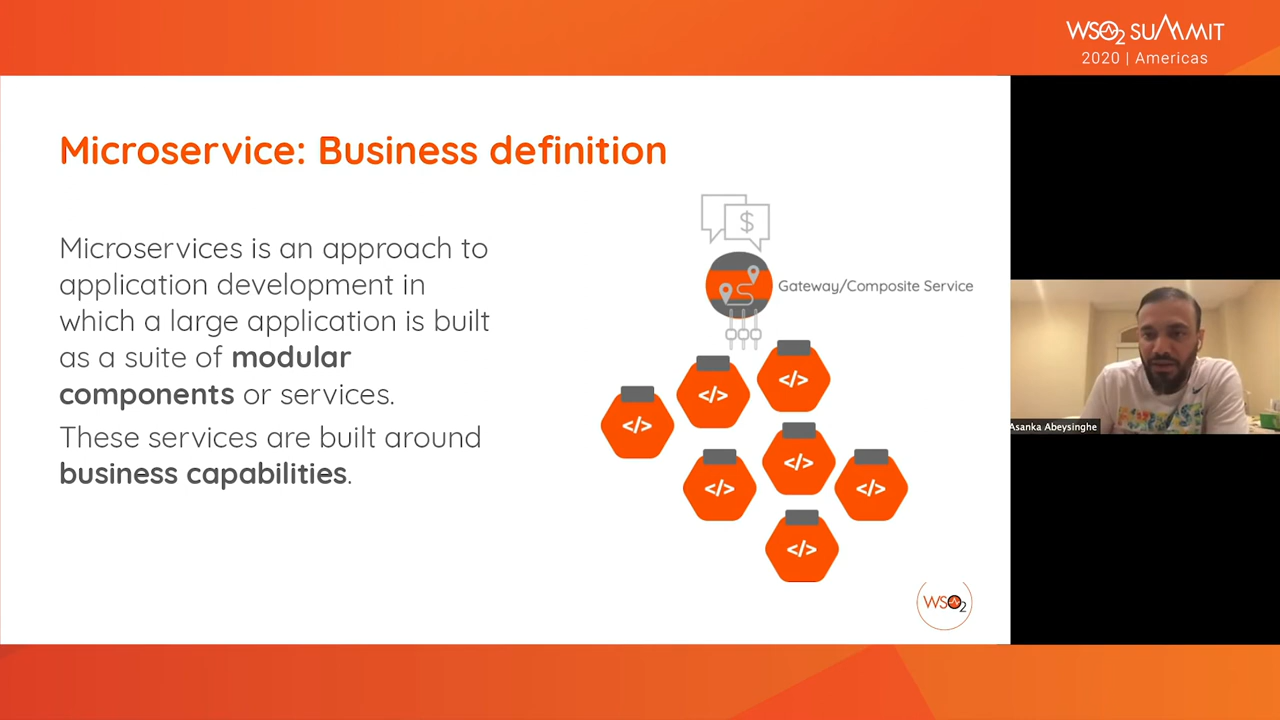 WSO2 SUMMIT
2020 | Americas
Microservice: Business definition
Microservices is an approach to
application development in
which a large application is built
as a suite of modular
components or services.
These services are built around
business capabilities.
$
Gateway/Composite Service
</>
</>
</>
</>
</>
</>
</>
Asanka Abeysinghe
WSO2